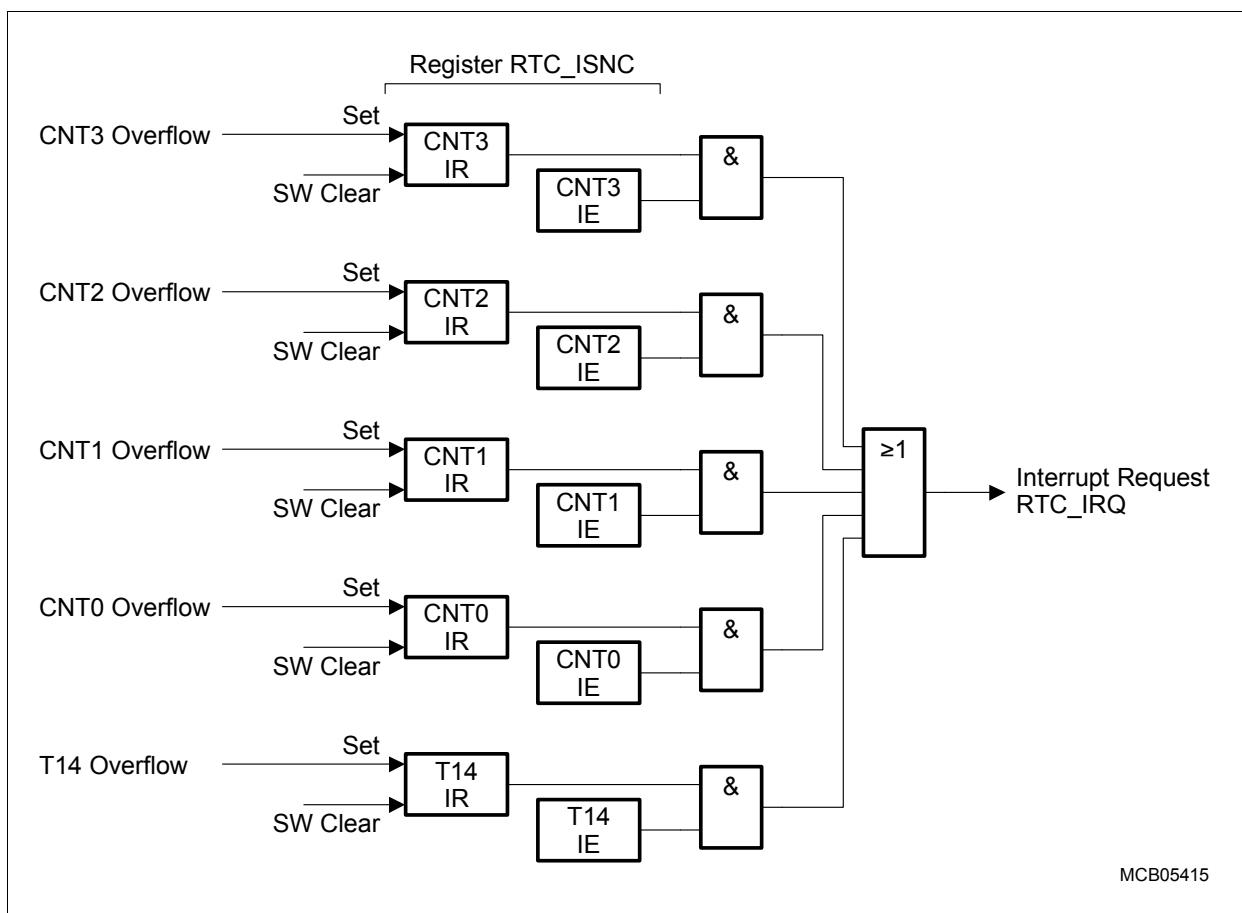 Register RTC_ISNC
CNT3 Overflow
Set
SW Clear
CNT3
IR
CNT3
IE
&
CNT2 Overflow
Set
SW Clear
CNT2
IR
CNT2
IE
&
CNT1 Overflow
Set
SW Clear
CNT1
IR
CNT1
IE
&
≥1
Interrupt Request
RTC_IRQ
CNT0 Overflow
Set
SW Clear
CNT0
IR
CNT0
IE
&
T14 Overflow
Set
SW Clear
T14
IR
T14
IE
&
MCB05415